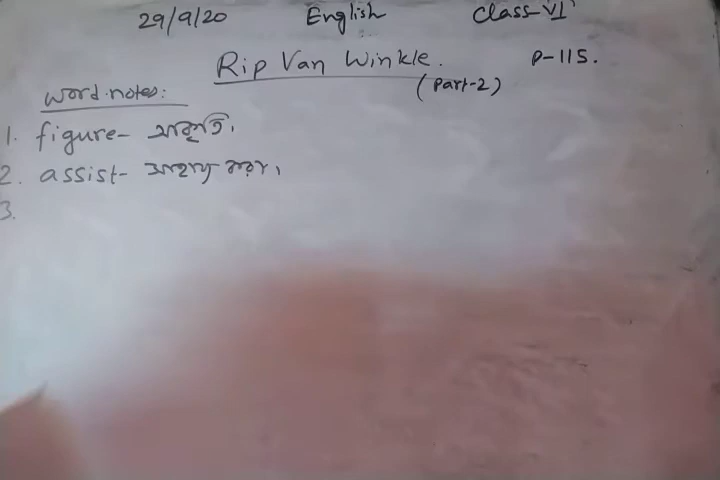 29/9/20 English Class-VI
Rip Van Winkle. P-115.
(Part-2)
Word notes:
1. figure- আকৃতি।
2. assist- সাহায্য করা।
3.